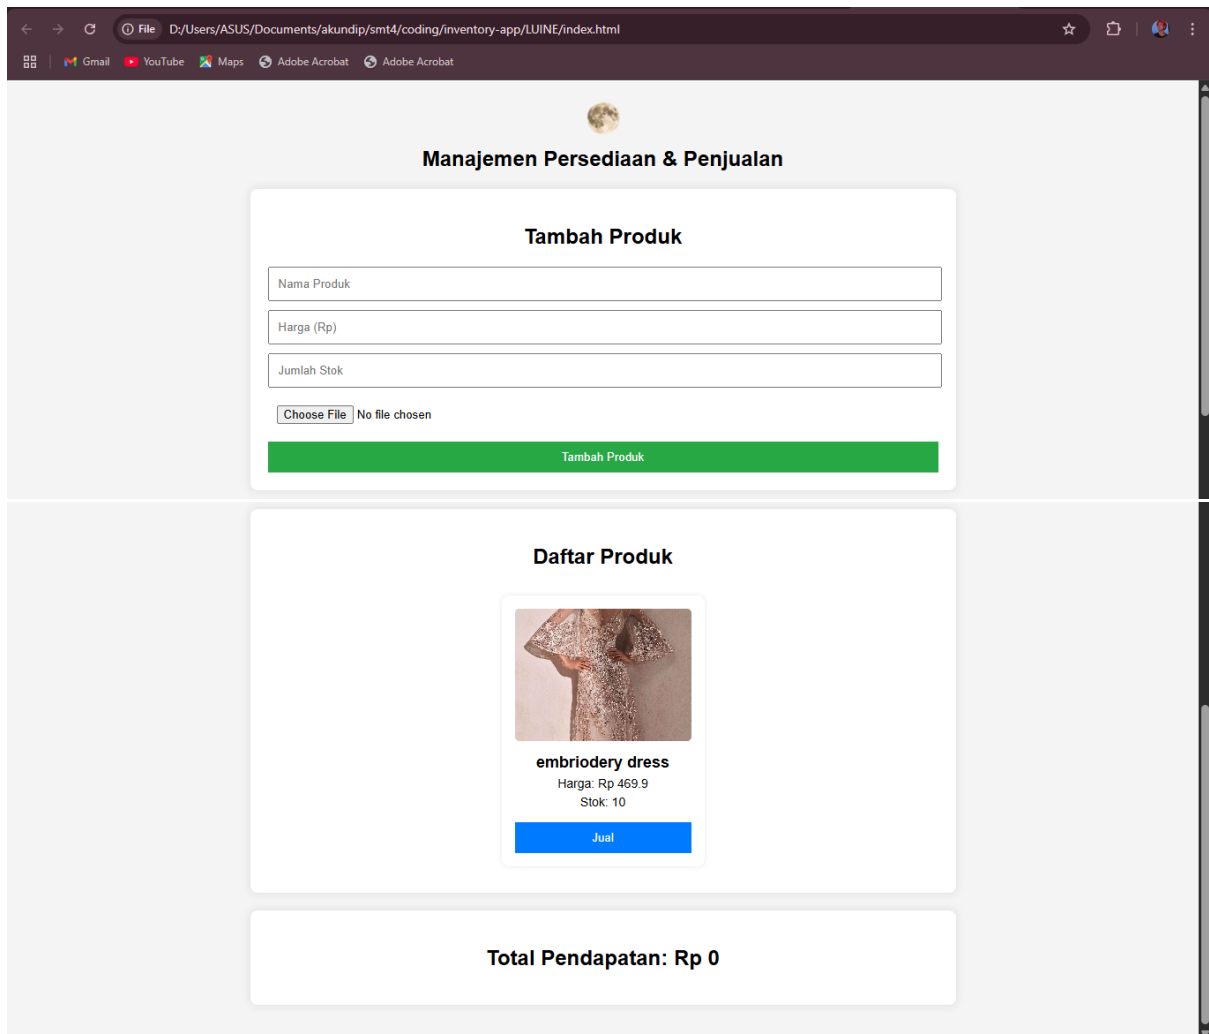 File D:/Users/ASUS/Documents/akundip/smt4/coding/inventory-app/LUINE/index.html
Gmail YouTube Maps Adobe Acrobat Adobe Acrobat
Manajemen Persediaan & Penjualan
Tambah Produk
Nama Produk
Harga (Rp)
Jumlah Stok
Choose File No file chosen
Tambah Produk
Daftar Produk
embriodery dress
Harga: Rp 469.9
Stok: 10
Jual
Total Pendapatan: Rp 0